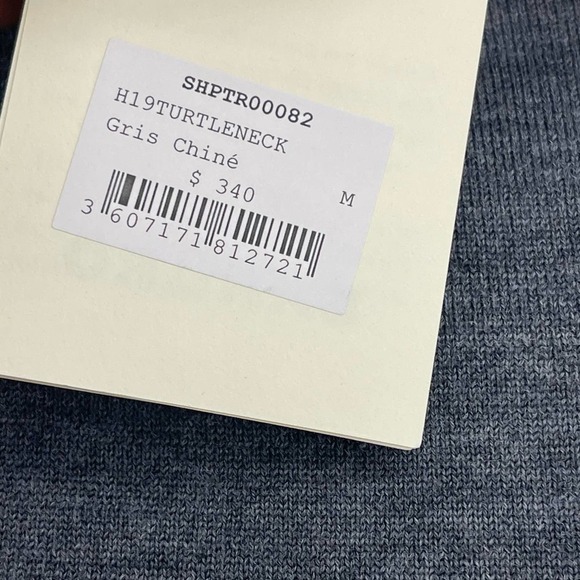 SHPTR00082
H19TURTLENECK
Gris Chiné
$ 340 M
3 607171 812721